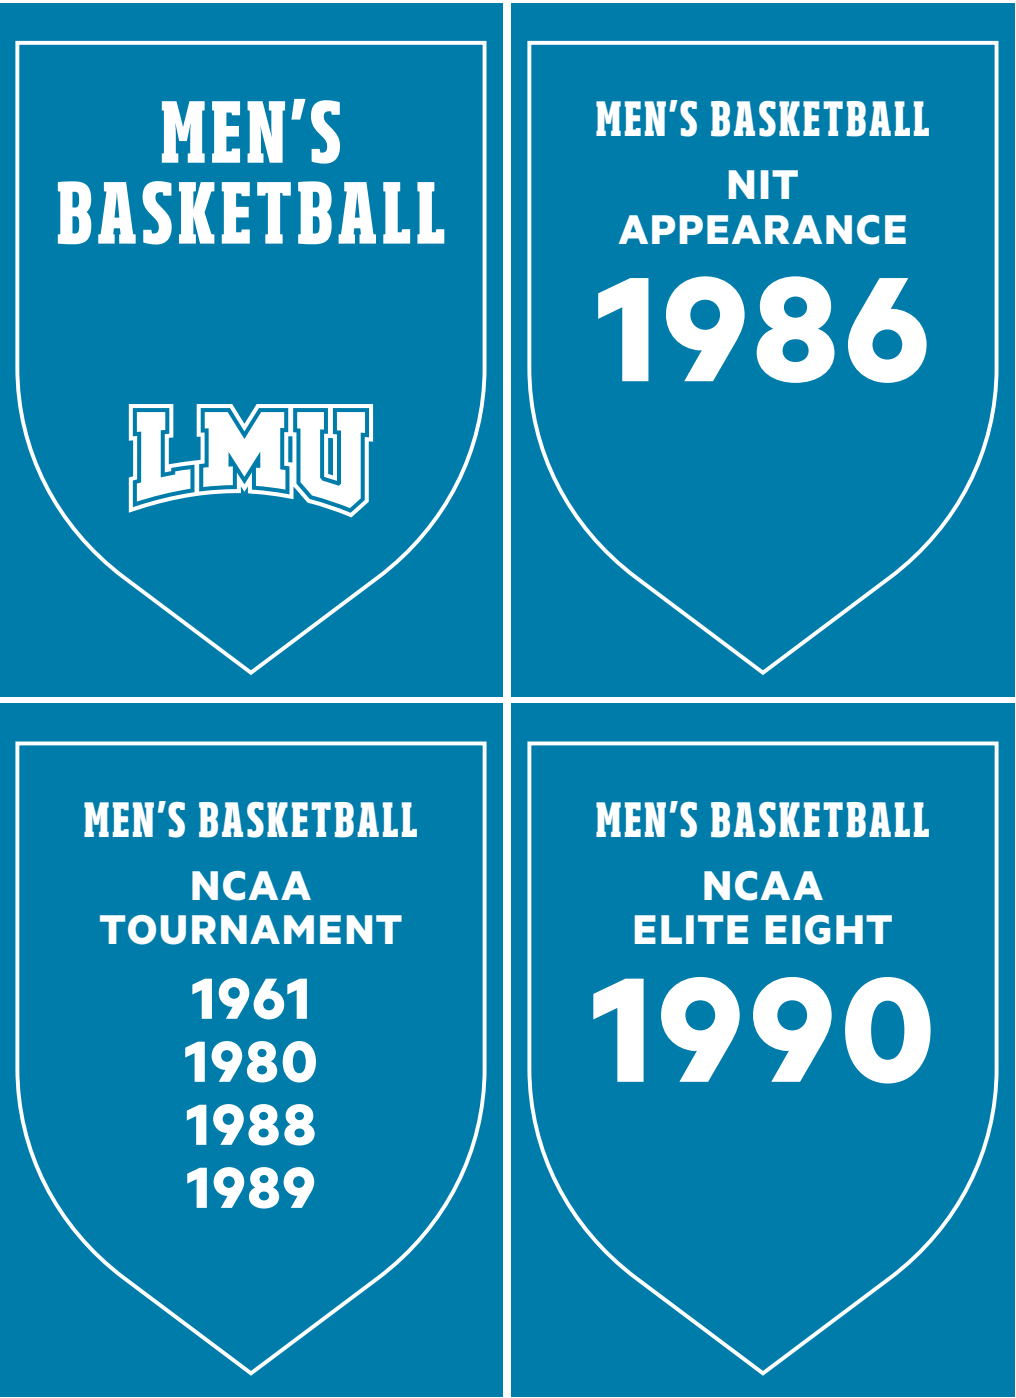 MEN'S
BASKETBALL
LMU
MEN'S BASKETBALL
NIT
APPEARANCE
1986
MEN'S BASKETBALL
NCAA
TOURNAMENT
1961
1980
1988
1989
MEN'S BASKETBALL
NCAA
ELITE EIGHT
1990